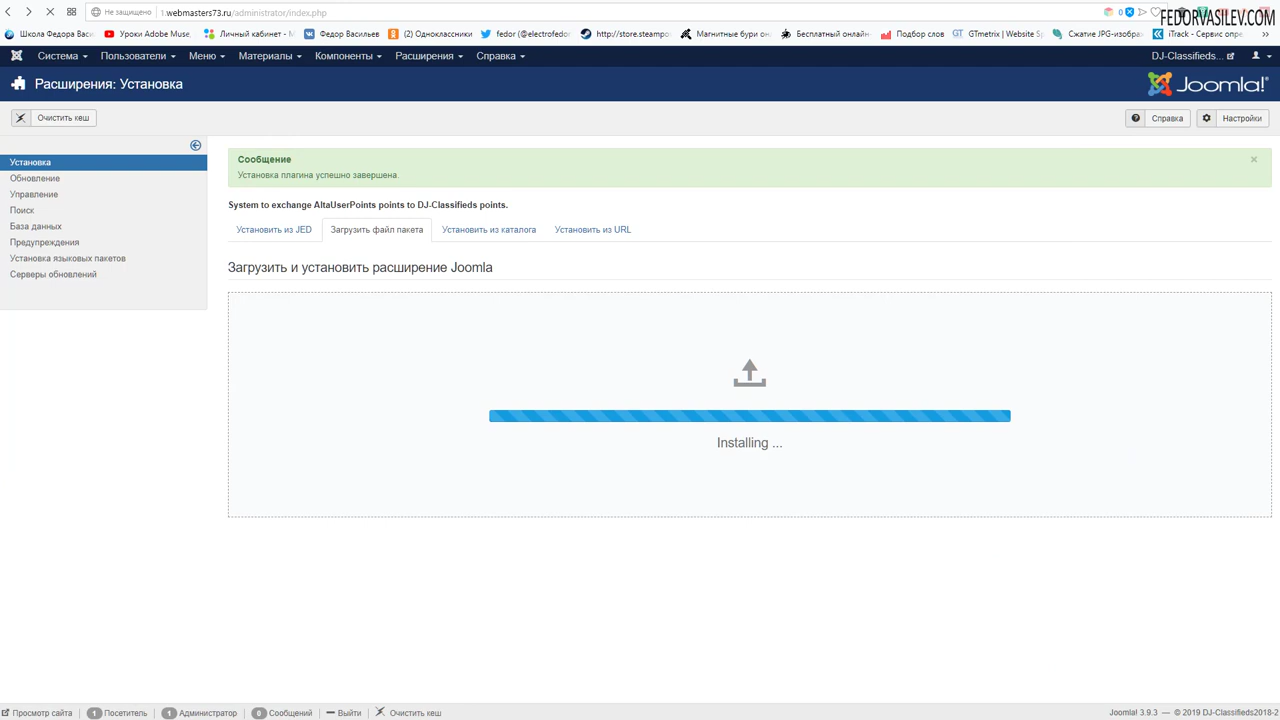 Не защищено 1.webmasters73.ru/administrator/index.php
0
FEDORVASILEV.COM
Школа Федора Васи
Уроки Adobe Muse,
Личный кабинет - М
Федор Васильев
(2) Одноклассники
fedor (@electrofedor
http://store.steampo
Магнитные бури он
Бесплатный онлайн-
Подбор слов
GTmetrix | Website Sp
Сжатие JPG-изобра
iTrack - Сервис опре
Система
Пользователи
Меню
Материалы
Компоненты
Расширения
Справка
DJ-Classifieds...
Расширения: Установка
Joomla!®
Очистить кеш
Справка
Настройки
Установка
Обновление
Управление
Поиск
База данных
Предупреждения
Установка языковых пакетов
Серверы обновлений
Сообщение
Установка плагина успешно завершена.
×
System to exchange AltaUserPoints points to DJ-Classifieds points.
Установить из JED
Загрузить файл пакета
Установить из каталога
Установить из URL
Загрузить и установить расширение Joomla
Installing ...
Просмотр сайта
1 Посетитель
1 Администратор
0 Сообщений
Выйти
Очистить кеш
Joomla! 3.9.3 — © 2019 DJ-Classifieds2018-2